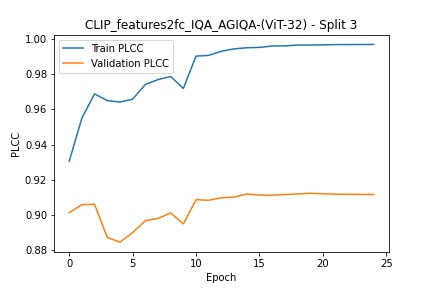 CLIP_features2fc_IQA_AGIQA-(ViT-32) - Split 3
1.00
0.98
0.96
0.94
0.92
0.90
0.88
PLCC
Train PLCC
Validation PLCC
0 5 10 15 20 25
Epoch